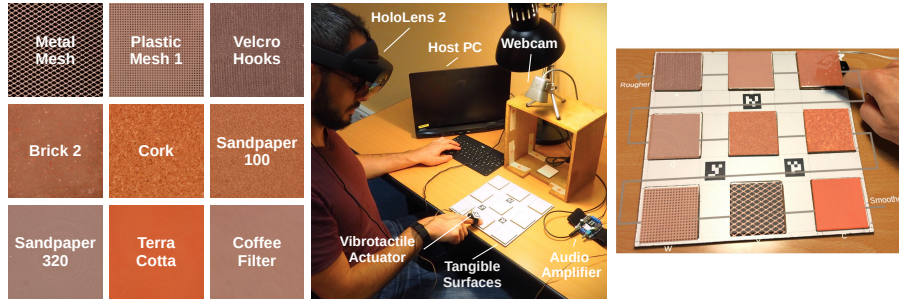 Metal
Mesh
Plastic
Mesh 1
Velcro
Hooks
Brick 2
Cork
Sandpaper
100
Sandpaper
320
Terra
Cotta
Coffee
Filter
HoloLens 2
Host PC
Webcam
Vibrotactile
Actuator
Tangible
Surfaces
Audio
Amplifier
Rougher
W